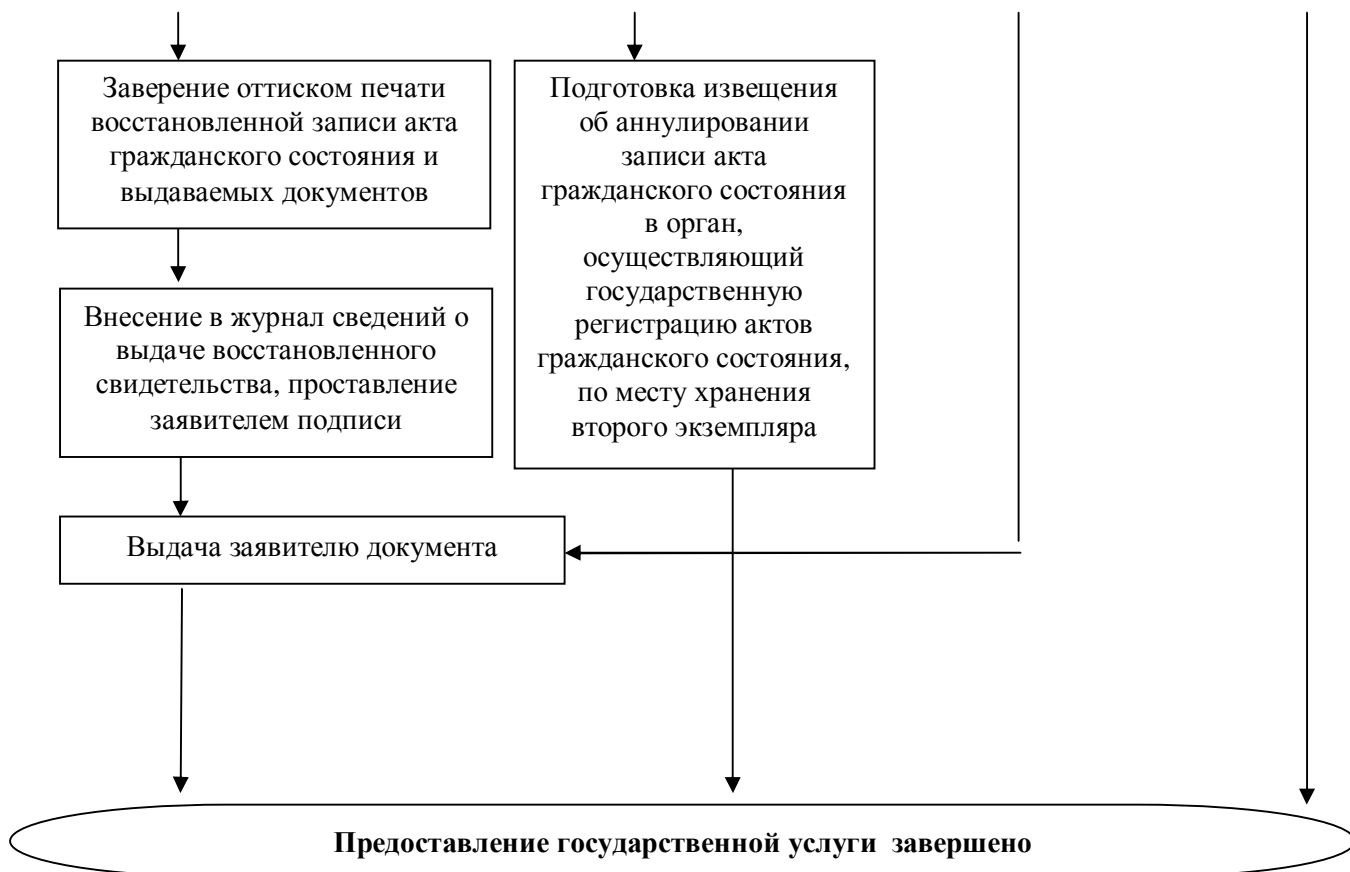 Заверение оттиском печати
восстановленной записи акта
гражданского состояния и
выдаваемых документов
Внесение в журнал сведений о
выдаче восстановленного
свидетельства, проставление
заявителем подписи
Выдача заявителю документа
Подготовка извещения
об аннулировании
записи акта
гражданского состояния
в орган,
осуществляющий
государственную
регистрацию актов
гражданского состояния,
по месту хранения
второго экземпляра
Предоставление государственной услуги завершено